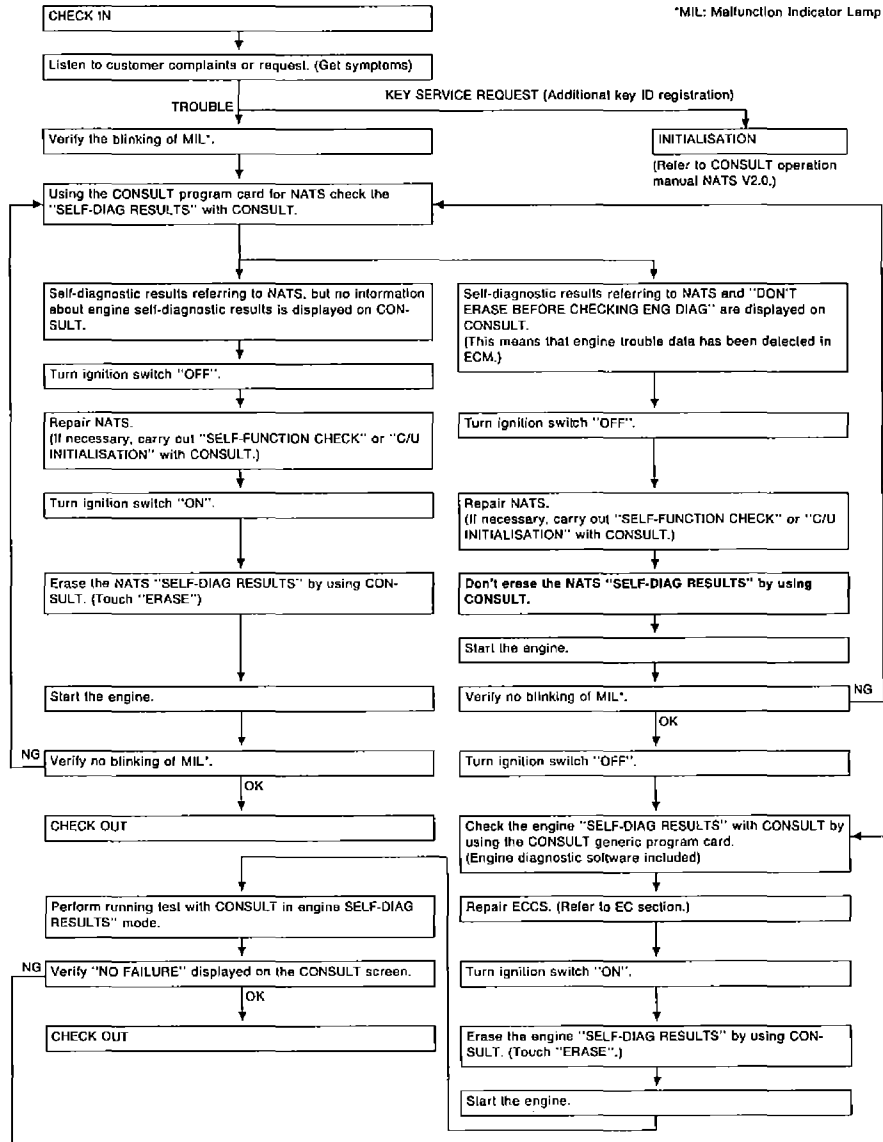 *MIL: Malfunction Indicator Lamp
CHECK IN
Listen to customer complaints or request. (Get symptoms)
TROUBLE
KEY SERVICE REQUEST (Additional key ID registration)
Verify the blinking of MIL*.
INITIALISATION
(Refer to CONSULT operation
manual NATS V2.0.)
Using the CONSULT program card for NATS check the
"SELF-DIAG RESULTS" with CONSULT.
Self-diagnostic results referring to NATS, but no information
about engine self-diagnostic results is displayed on CON-
SULT.
Turn ignition switch "OFF".
Repair NATS.
(If necessary, carry out "SELF-FUNCTION CHECK" or "C/U
INITIALISATION" with CONSULT.)
Turn ignition switch "ON".
Erase the NATS "SELF-DIAG RESULTS" by using CON-
SULT. (Touch "ERASE")
Start the engine.
NG
Verify no blinking of MIL*.
OK
CHECK OUT
Self-diagnostic results referring to NATS and "DON'T
ERASE BEFORE CHECKING ENG DIAG" are displayed on
CONSULT.
(This means that engine trouble data has been detected in
ECM.)
Turn ignition switch "OFF".
Repair NATS.
(If necessary, carry out "SELF-FUNCTION CHECK" or "C/U
INITIALISATION" with CONSULT.)
Don't erase the NATS "SELF-DIAG RESULTS" by using
CONSULT.
Start the engine.
Verify no blinking of MIL*.
NG
OK
Turn ignition switch "OFF".
Check the engine "SELF-DIAG RESULTS" with CONSULT by
using the CONSULT generic program card.
(Engine diagnostic software included)
Repair ECCS. (Refer to EC section.)
Turn ignition switch "ON".
Erase the engine "SELF-DIAG RESULTS" by using CON-
SULT. (Touch "ERASE".)
Start the engine.
Perform running test with CONSULT in engine SELF-DIAG
RESULTS" mode.
NG
Verify "NO FAILURE" displayed on the CONSULT screen.
OK
CHECK OUT